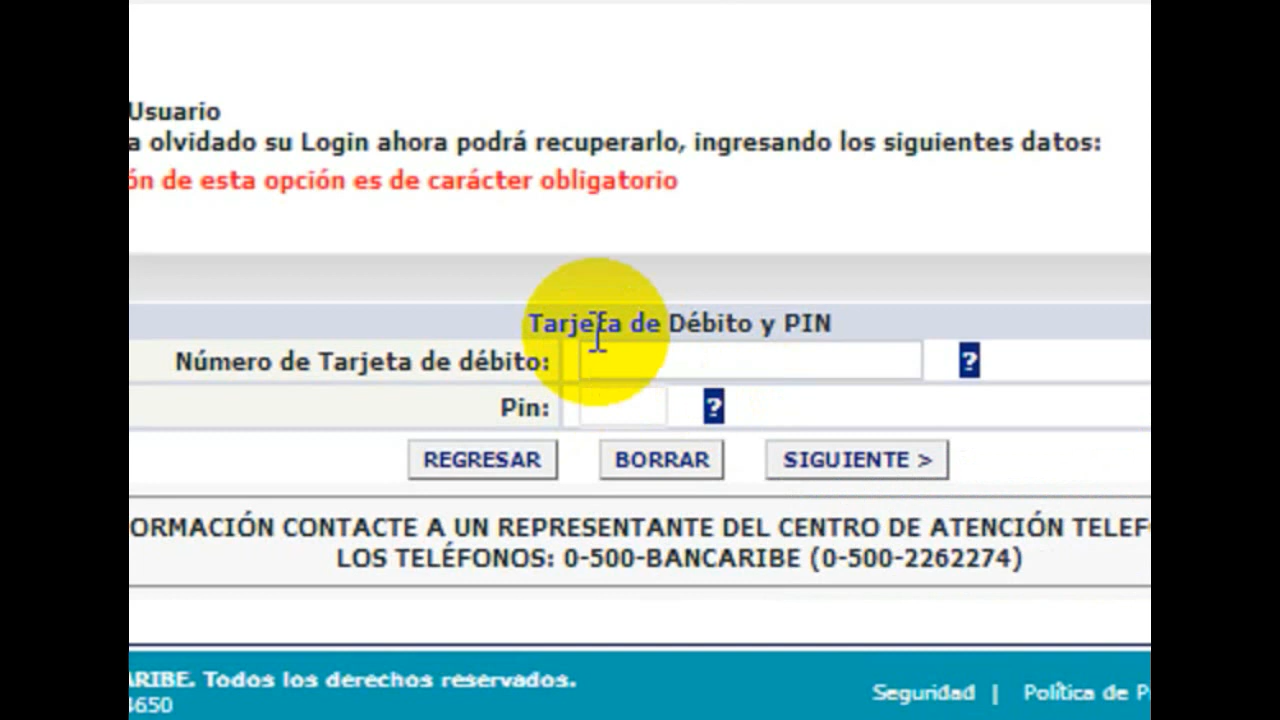 Usuario
a olvidado su Login ahora podrá recuperarlo, ingresando los siguientes datos:
ón de esta opción es de carácter obligatorio
Tarjeta de Débito y PIN
Número de Tarjeta de débito: ?
Pin: ?
REGRESAR BORRAR SIGUIENTE >
ORMACIÓN CONTACTE A UN REPRESENTANTE DEL CENTRO DE ATENCIÓN TELEF
LOS TELÉFONOS: 0-500-BANCARIBE (0-500-2262274)
ARIBE. Todos los derechos reservados.
4650
Seguridad | Política de P